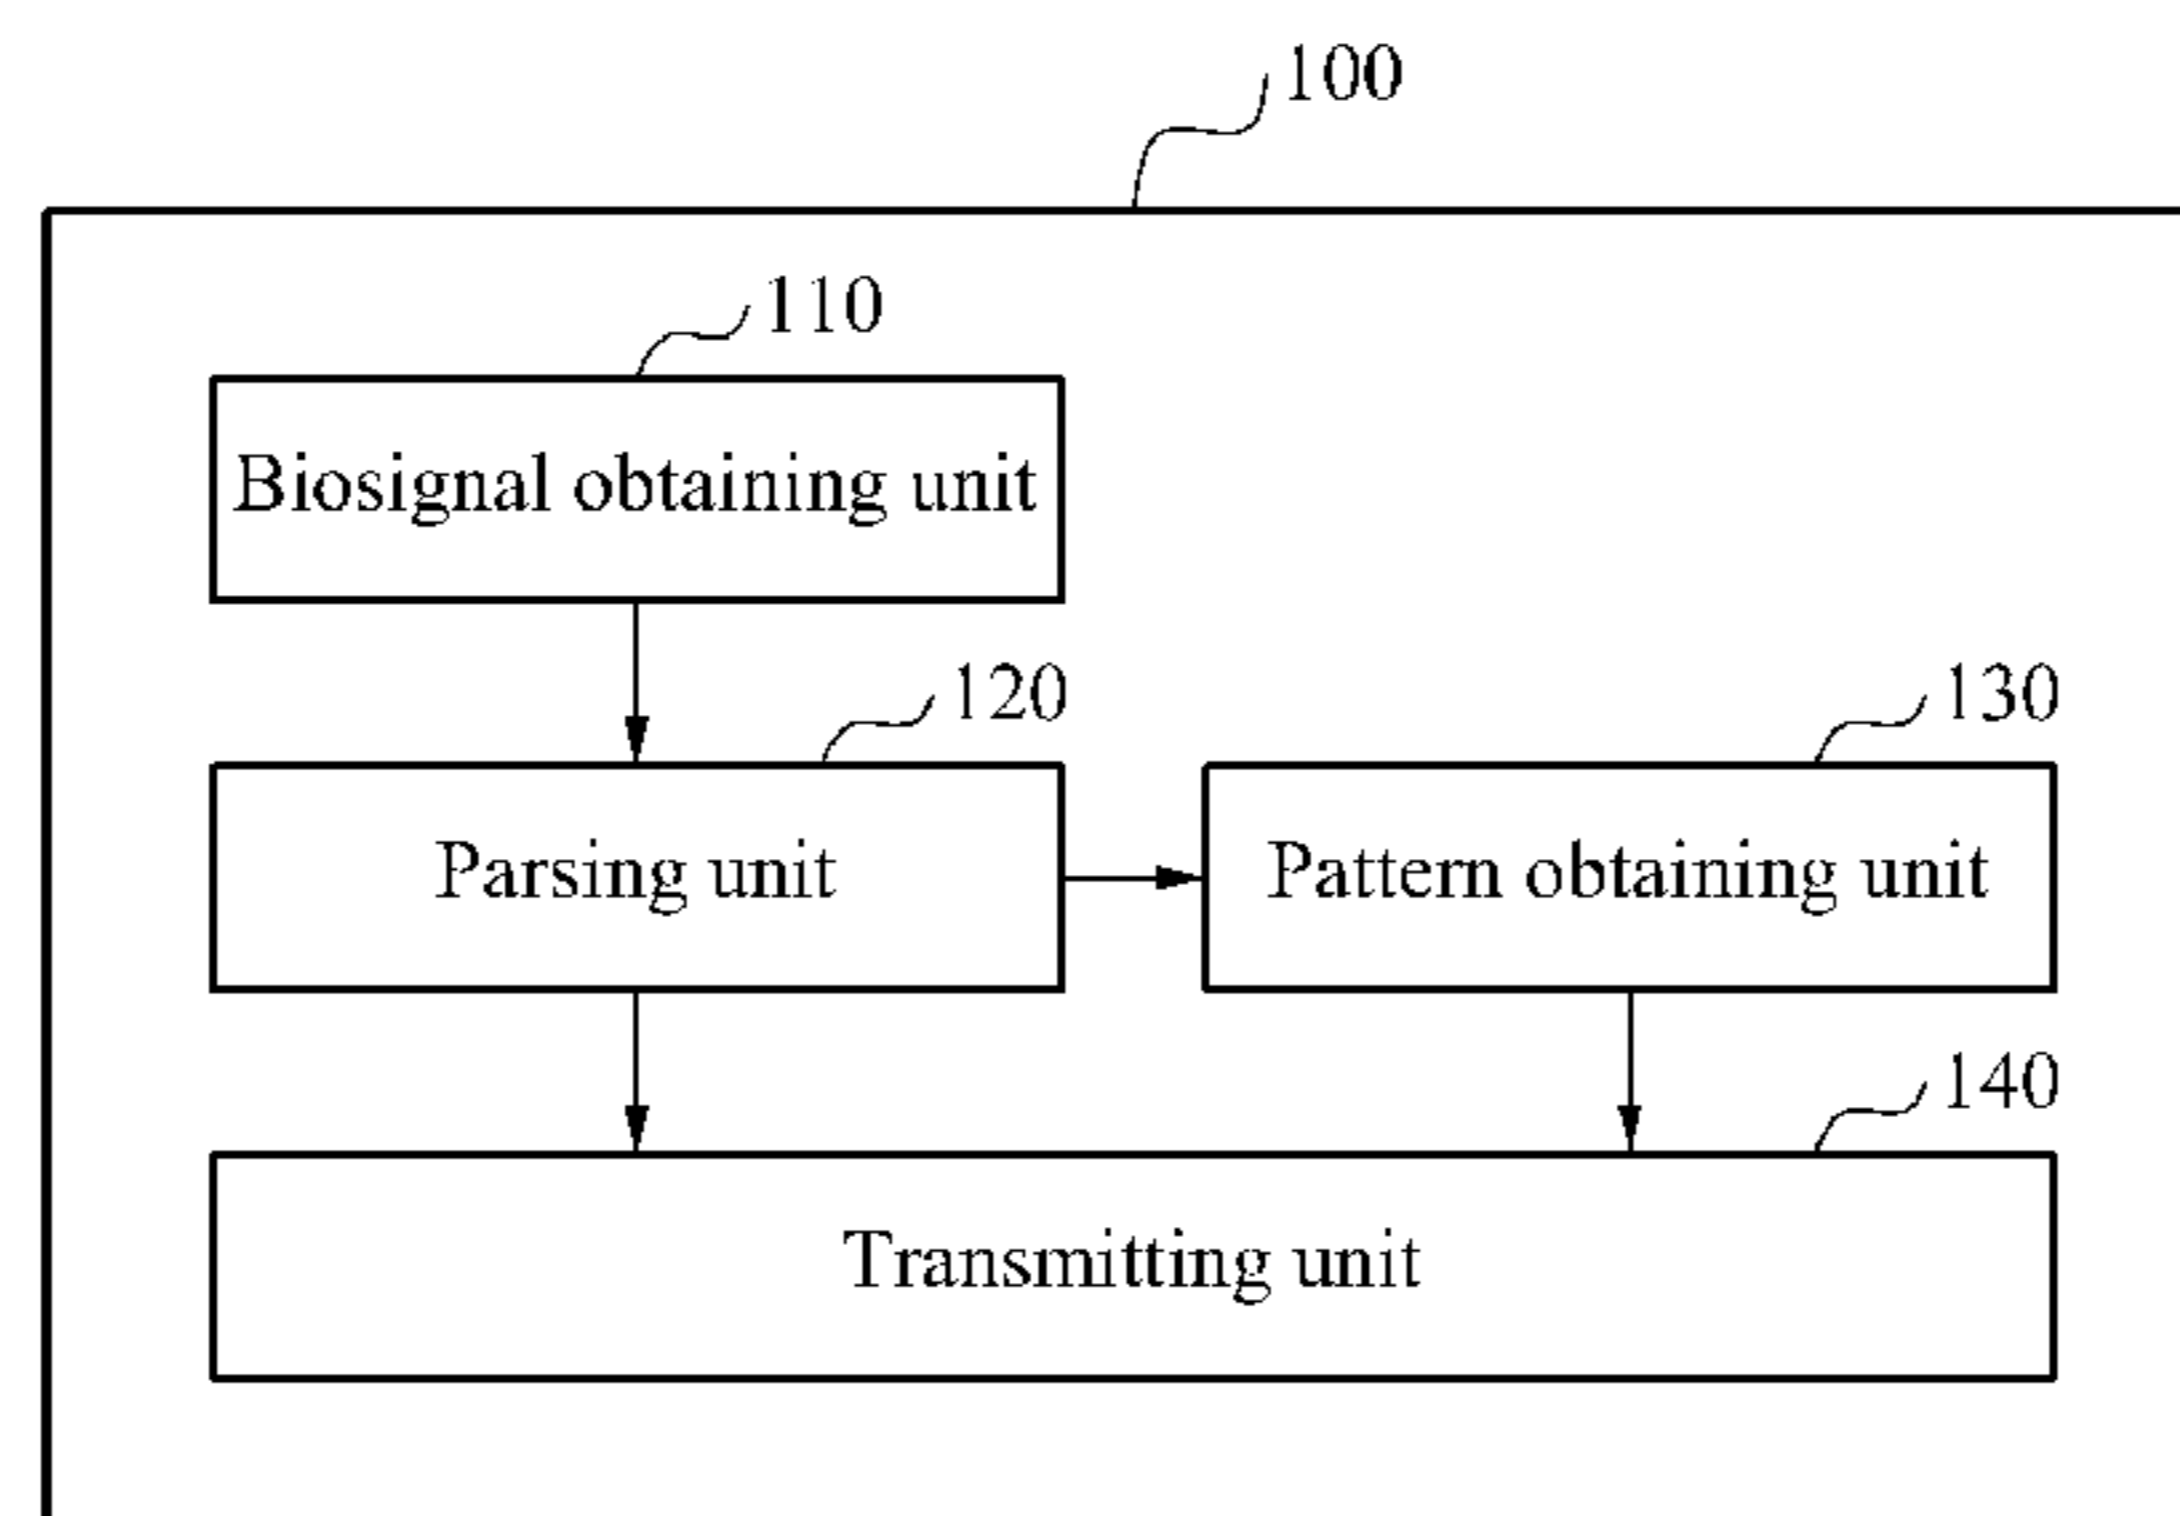 100
110
Biosignal obtaining unit
120
130
Parsing unit
Pattern obtaining unit
140
Transmitting unit